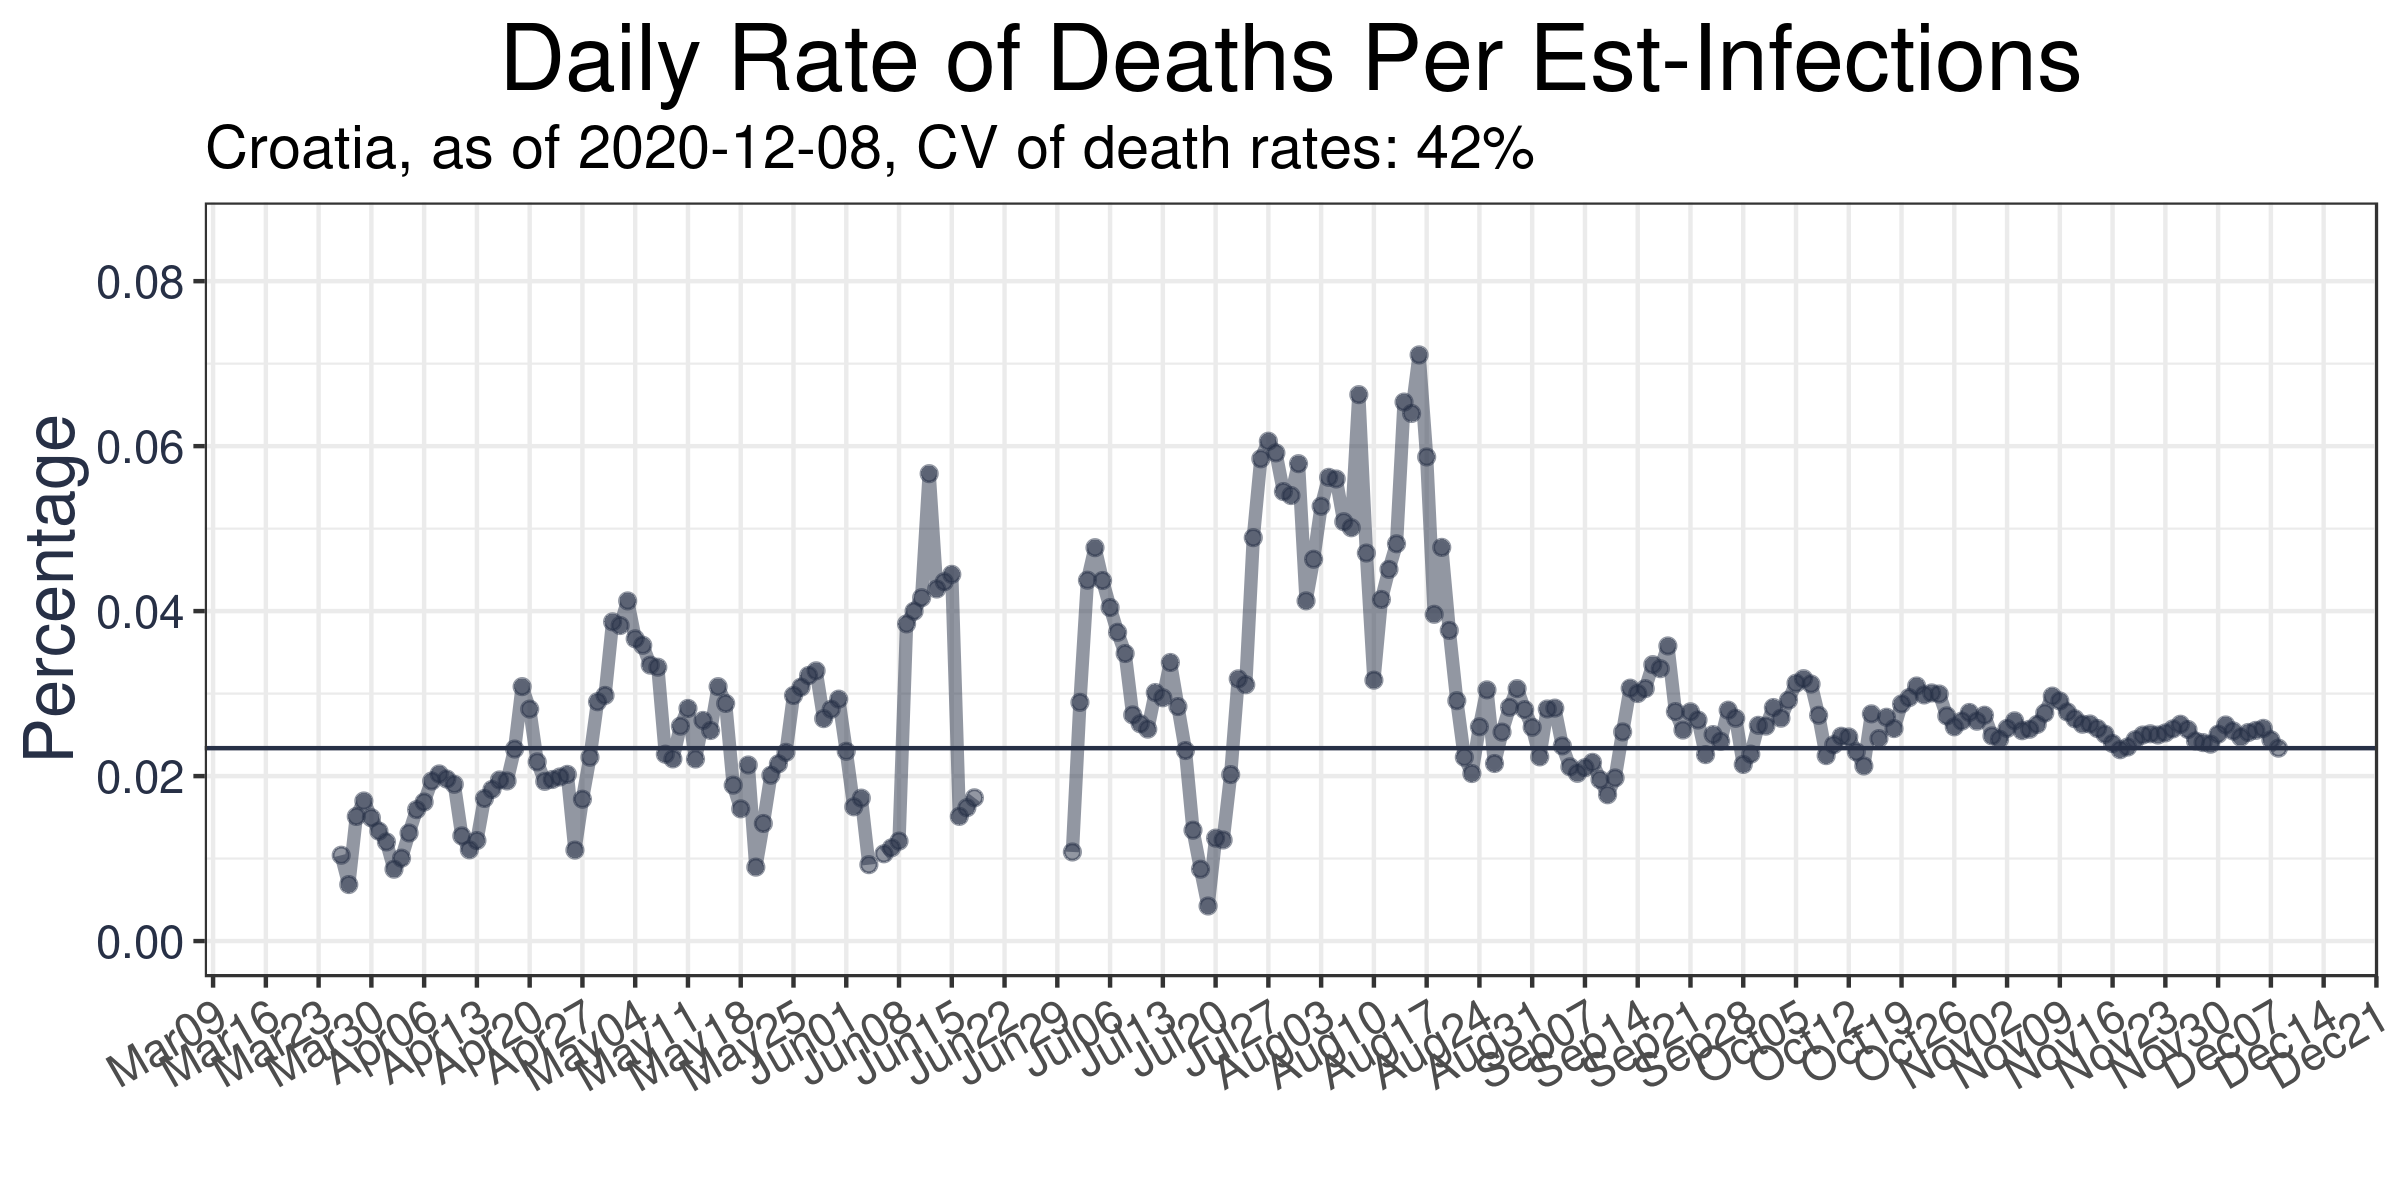 Daily Rate of Deaths Per Est-Infections
Croatia, as of 2020-12-08, CV of death rates: 42%
Percentage
0.08
0.06
0.04
0.02
0.00
Mar09
Mar16
Mar23
Mar30
Apr06
Apr13
Apr20
Apr27
May04
May11
May18
May25
Jun01
Jun08
Jun15
Jun22
Jun29
Jul06
Jul13
Jul20
Jul27
Aug03
Aug10
Aug17
Aug24
Aug31
Sep07
Sep14
Sep21
Sep28
Oct05
Oct12
Oct19
Oct26
Nov02
Nov09
Nov16
Nov23
Nov30
Dec07
Dec14
Dec21